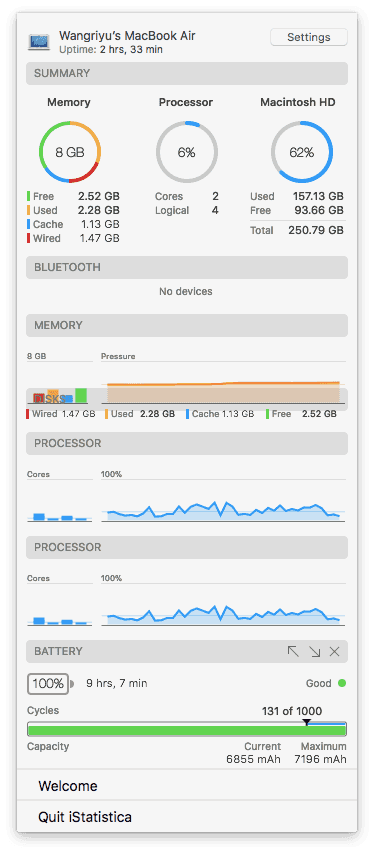 Wangriyu's MacBook Air
Settings
Uptime: 2 hrs, 33 min
SUMMARY
Memory Processor Macintosh HD
8 GB 6% 62%
Free 2.52 GB Cores 2 Used 157.13 GB
Used 2.28 GB Logical 4 Free 93.66 GB
Cache 1.13 GB Total 250.79 GB
Wired 1.47 GB
BLUETOOTH
No devices
MEMORY
8 GB Pressure
DISKS
Wired 1.47 GB Used 2.28 GB Cache 1.13 GB Free 2.52 GB
PROCESSOR
Cores 100%
PROCESSOR
Cores 100%
BATTERY
100% 9 hrs, 7 min Good
Cycles 131 of 1000
Capacity Current Maximum
6855 mAh 7196 mAh
Welcome
Quit iStatistica